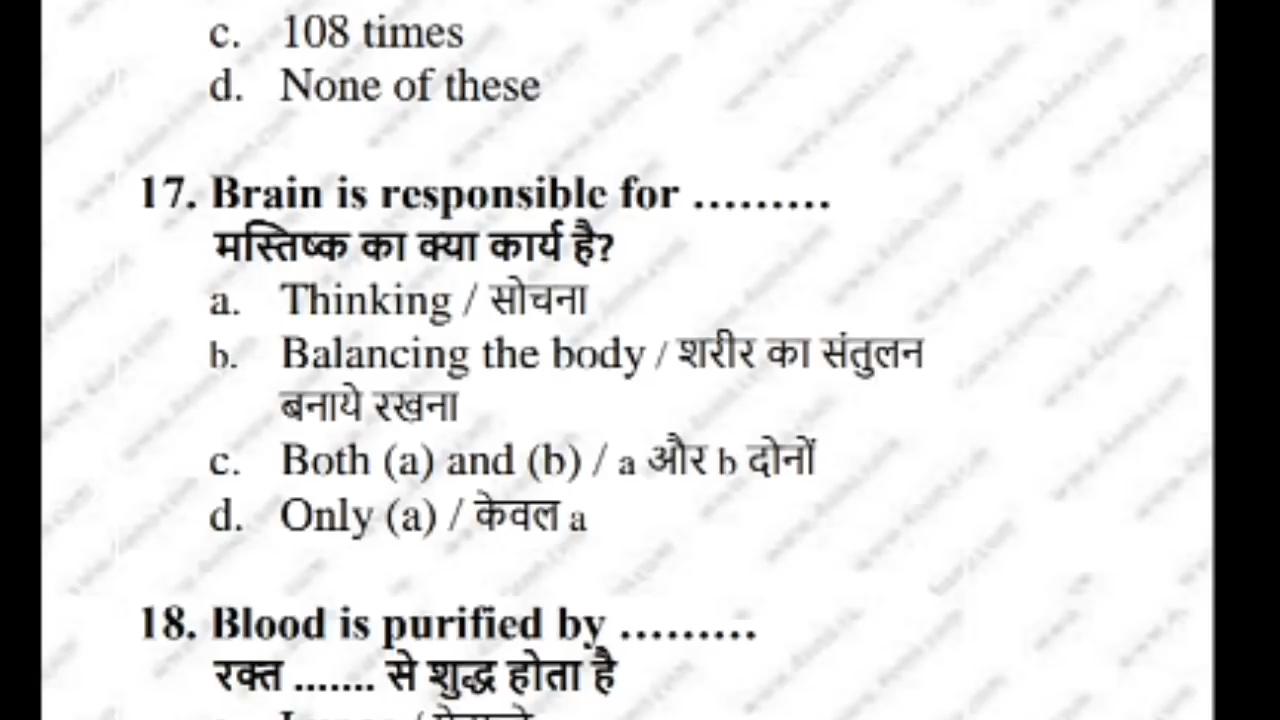 c. 108 times
d. None of these
17. Brain is responsible for .........
मस्तिष्क का क्या कार्य है?
a. Thinking / सोचना
b. Balancing the body / शरीर का संतुलन
बनाये रखना
c. Both (a) and (b) / a और b दोनों
d. Only (a) / केवल a
18. Blood is purified by .........
रक्त ....... से शुद्ध होता है